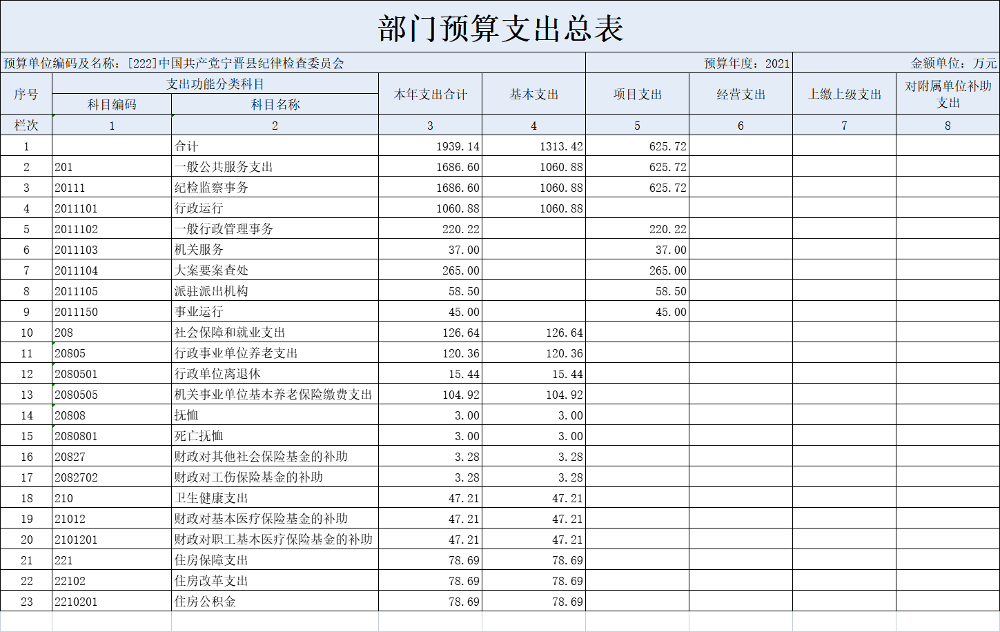 部门预算支出总表
预算单位编码及名称：[222]中国共产党宁晋县纪律检查委员会 预算年度：2021 金额单位：万元
序号 支出功能分类科目 本年支出合计 基本支出 项目支出 经营支出 上缴上级支出 对附属单位补助支出
科目编码 科目名称
栏次 1 2 3 4 5 6 7 8
1 合计 1939.14 1313.42 625.72
2 201 一般公共服务支出 1686.60 1060.88 625.72
3 20111 纪检监察事务 1686.60 1060.88 625.72
4 2011101 行政运行 1060.88 1060.88
5 2011102 一般行政管理事务 220.22 220.22
6 2011103 机关服务 37.00 37.00
7 2011104 大案要案查处 265.00 265.00
8 2011105 派驻派出机构 58.50 58.50
9 2011150 事业运行 45.00 45.00
10 208 社会保障和就业支出 126.64 126.64
11 20805 行政事业单位养老支出 120.36 120.36
12 2080501 行政单位离退休 15.44 15.44
13 2080505 机关事业单位基本养老保险缴费支出 104.92 104.92
14 20808 抚恤 3.00 3.00
15 2080801 死亡抚恤 3.00 3.00
16 20827 财政对其他社会保险基金的补助 3.28 3.28
17 2082702 财政对工伤保险基金的补助 3.28 3.28
18 210 卫生健康支出 47.21 47.21
19 21012 财政对基本医疗保险基金的补助 47.21 47.21
20 2101201 财政对职工基本医疗保险基金的补助 47.21 47.21
21 221 住房保障支出 78.69 78.69
22 22102 住房改革支出 78.69 78.69
23 2210201 住房公积金 78.69 78.69